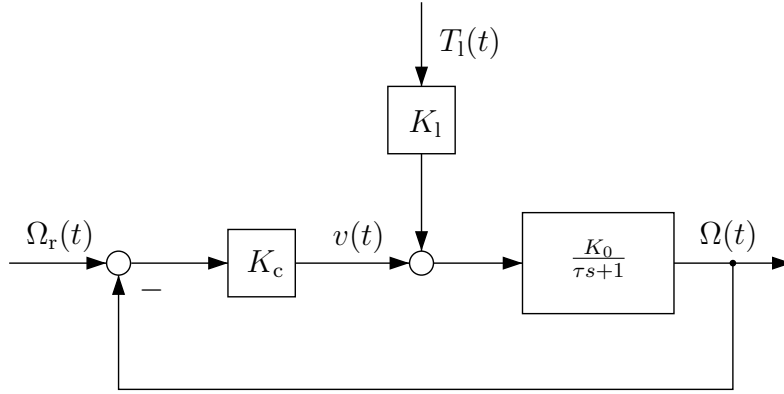 T_l(t)
K_l
Ω_r(t)
−
K_c
v(t)
K_0
τs+1
Ω(t)